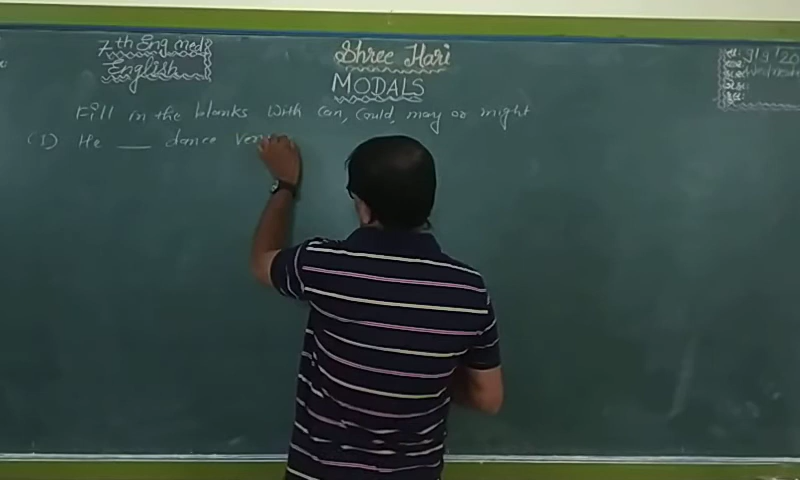 7th Eng med
English
Shree Hari
MODALS
Fill in the blanks with can, could, may or might
(1) He ___ dance very